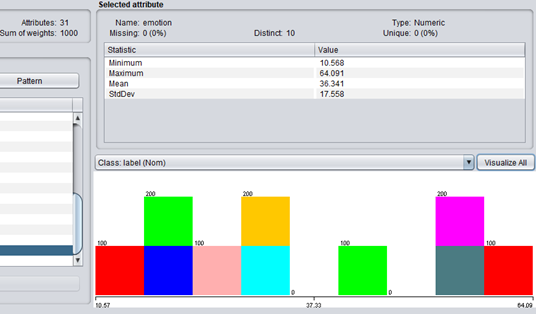 Selected attribute
Attributes: 31
Sum of weights: 1000
Name: emotion
Type: Numeric
Missing: 0 (0%)
Distinct: 10
Unique: 0 (0%)
Pattern
Statistic Value
Minimum 10.568
Maximum 64.091
Mean 36.341
StdDev 17.558
Class: label (Nom)
Visualize All
200 200 200
100 100 100 100
0 0
10.57 37.33 64.09